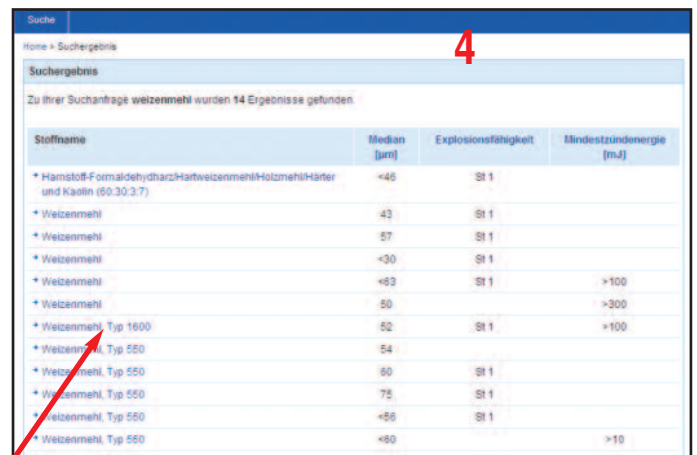 Suche
4
Home > Suchergebnis
Suchergebnis
Zu Ihrer Suchanfrage weizenmehl wurden 14 Ergebnisse gefunden.
Stoffname Median [µm] Explosionsfähigkeit Mindestzündenergie [mJ]
Harnstoff-Formaldehydharz/Hartweizenmehl/Holzmehl/Härter und Kaolin (60:30:3:7) <46 St 1
Weizenmehl 43 St 1
Weizenmehl 57 St 1
Weizenmehl <30 St 1
Weizenmehl <63 St 1 >100
Weizenmehl 50 >300
Weizenmehl, Typ 1600 52 St 1 >100
Weizenmehl, Typ 550 54
Weizenmehl, Typ 550 60 St 1
Weizenmehl, Typ 550 75 St 1
Weizenmehl, Typ 550 <56 St 1
Weizenmehl, Typ 550 <60 >10